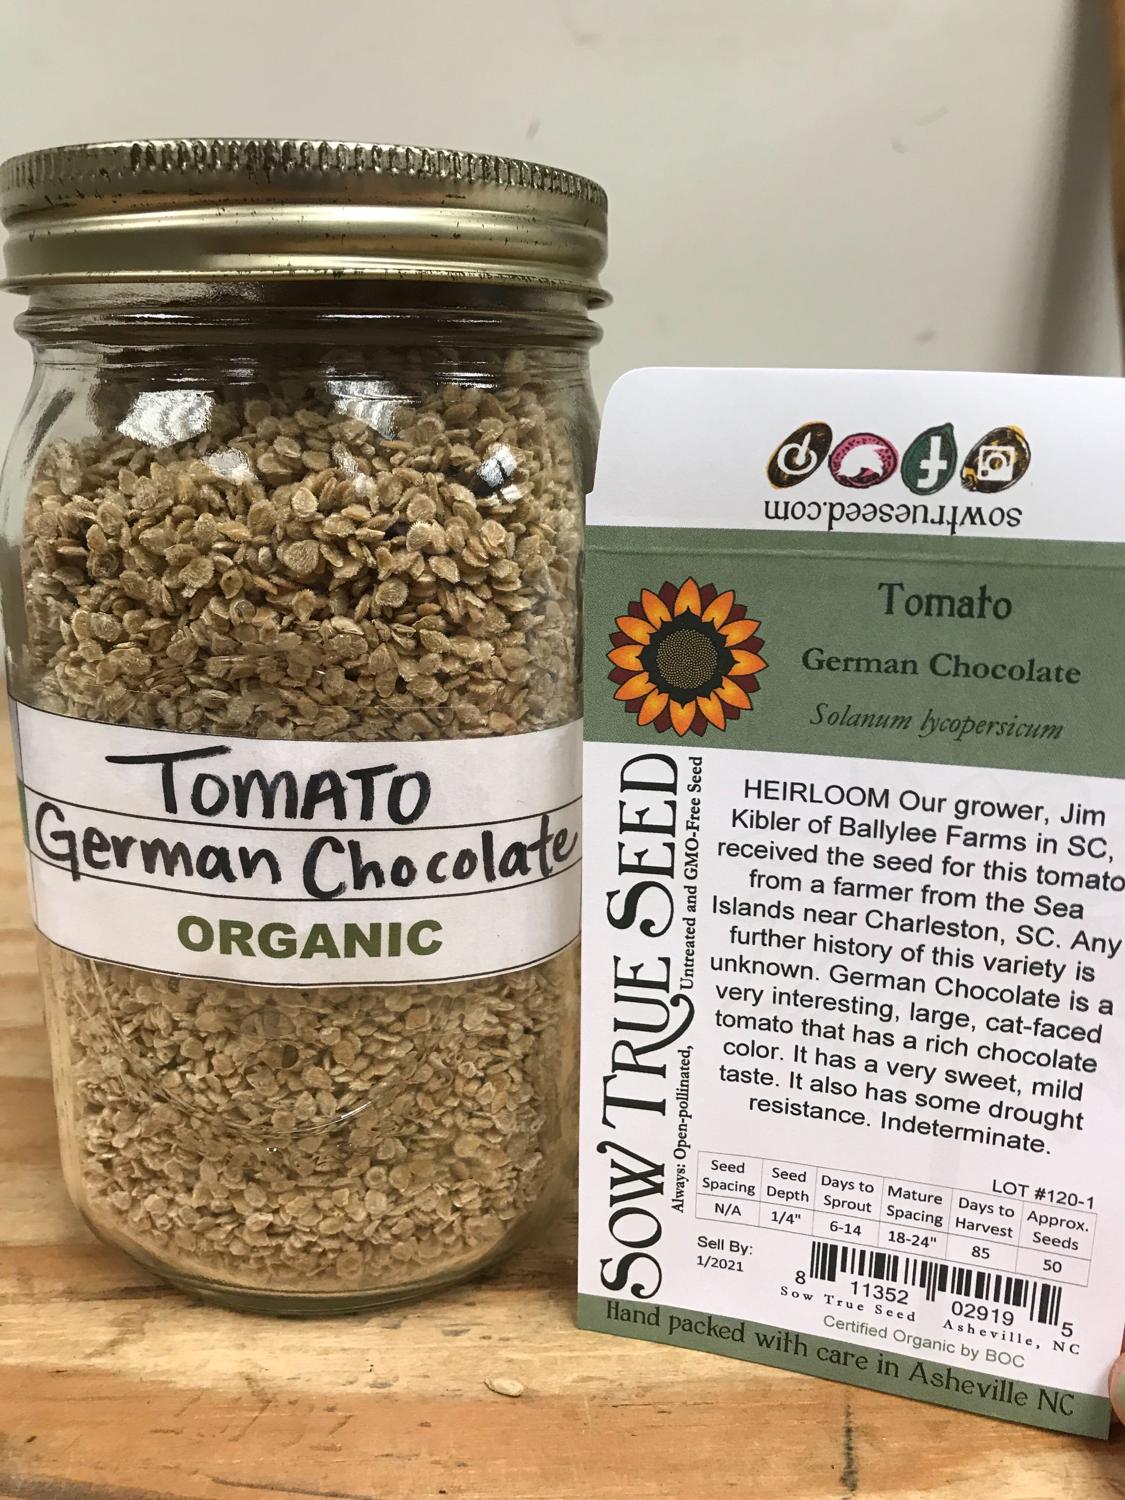 TOMATO
German Chocolate
ORGANIC
sowtrueseed.com
Tomato
German Chocolate
Solanum lycopersicum
SOW TRUE SEED
Always: Open-pollinated, Untreated and GMO-Free Seed
HEIRLOOM Our grower, Jim
Kibler of Ballylee Farms in SC,
received the seed for this tomato
from a farmer from the Sea
Islands near Charleston, SC. Any
further history of this variety is
unknown. German Chocolate is a
very interesting, large, cat-faced
tomato that has a rich chocolate
color. It has a very sweet, mild
taste. It also has some drought
resistance. Indeterminate.
LOT #120-1
Seed Spacing Seed Depth Days to Sprout Mature Spacing Days to Harvest Approx. Seeds
N/A 1/4" 6-14 18-24" 85 50
Sell By:
1/2021
8 11352 02919 5
Sow True Seed Asheville, NC
Certified Organic by BOC
Hand packed with care in Asheville NC